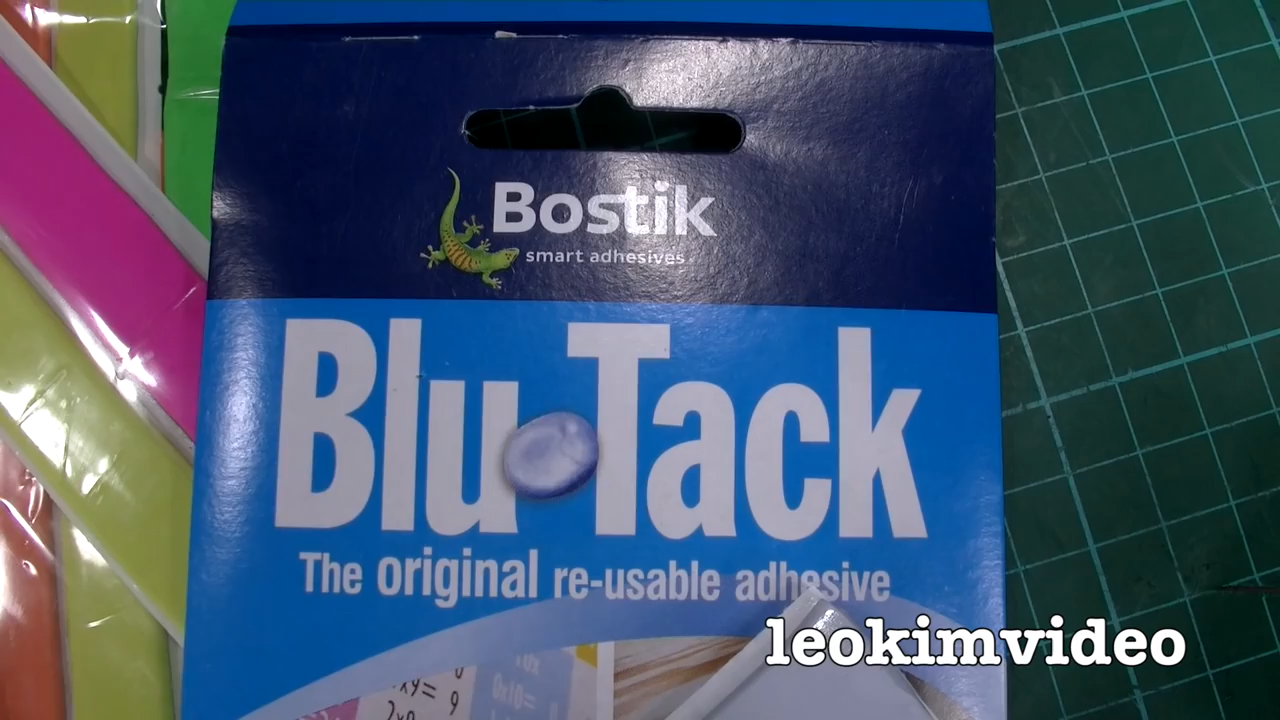 Bostik
smart adhesives
Blu Tack
The original re-usable adhesive
leokimvideo